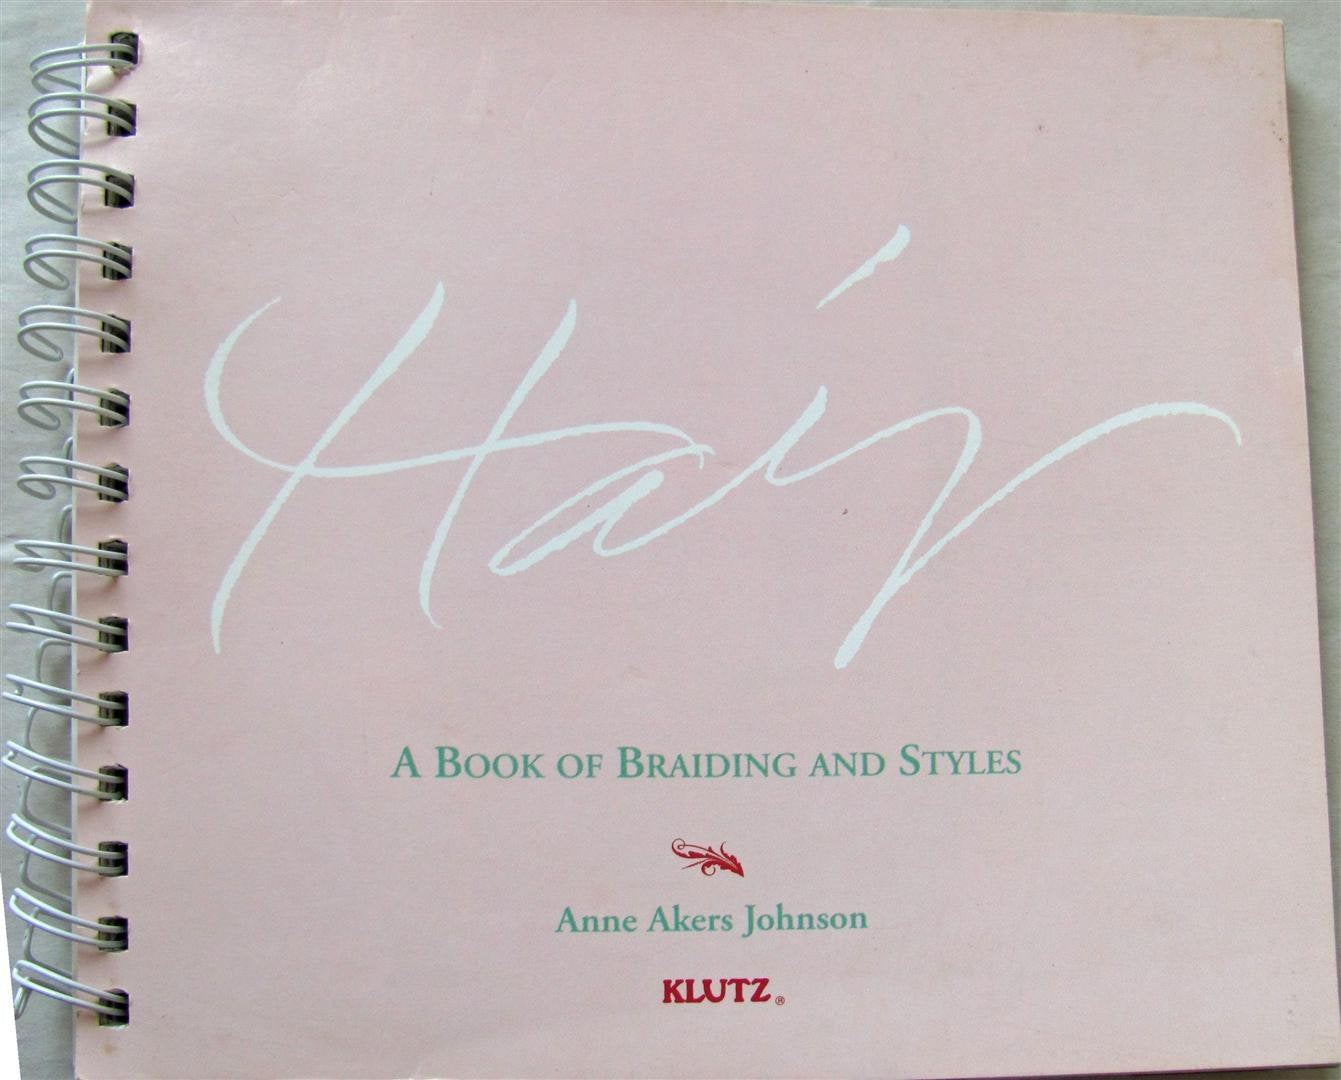 Hair
A Book of Braiding and Styles
Anne Akers Johnson
KLUTZ®